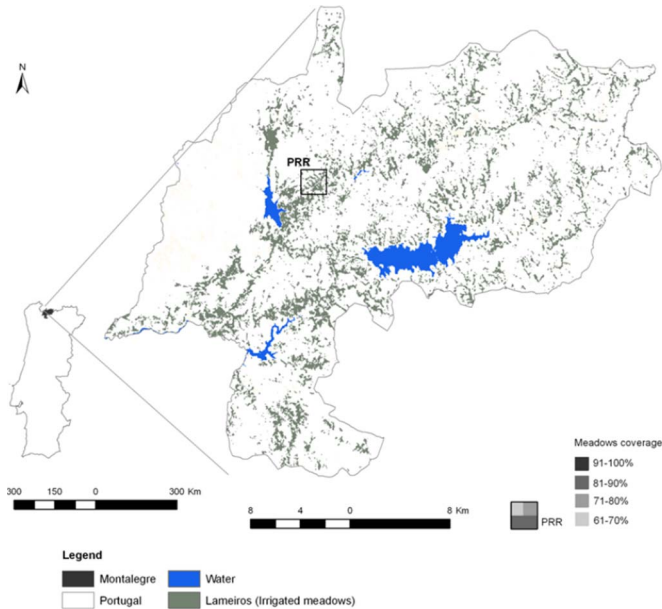 N
PRR
Meadows coverage
91-100%
81-90%
71-80%
61-70%
PRR
300 150 0 300 Km
8 4 0 8 Km
Legend
Montalegre
Water
Portugal
Lameiros (Irrigated meadows)